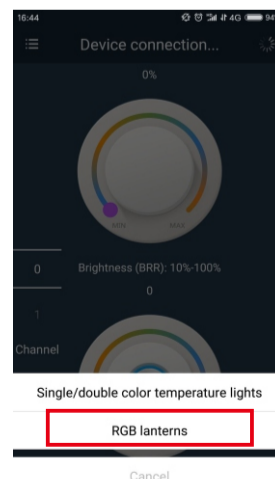 16:44
4G 94%
Device connection...
0%
MIN MAX
0
Brightness (BRR): 10%-100%
0
1
Channel
Single/double color temperature lights
RGB lanterns
Cancel